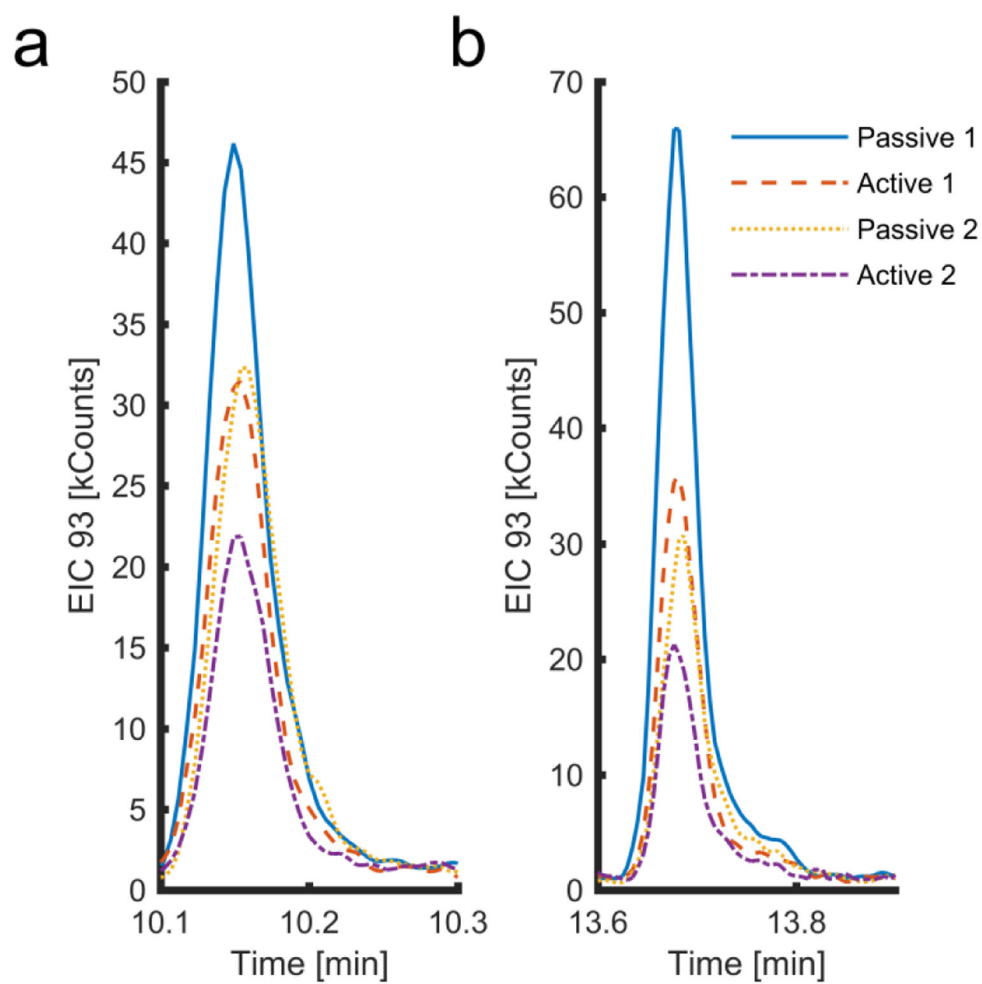 a
50
45
40
35
30
25
20
15
10
5
0
EIC 93 [kCounts]
10.1
10.2
10.3
Time [min]
b
70
60
50
40
30
20
10
0
EIC 93 [kCounts]
13.6
13.8
Time [min]
Passive 1
Active 1
Passive 2
Active 2